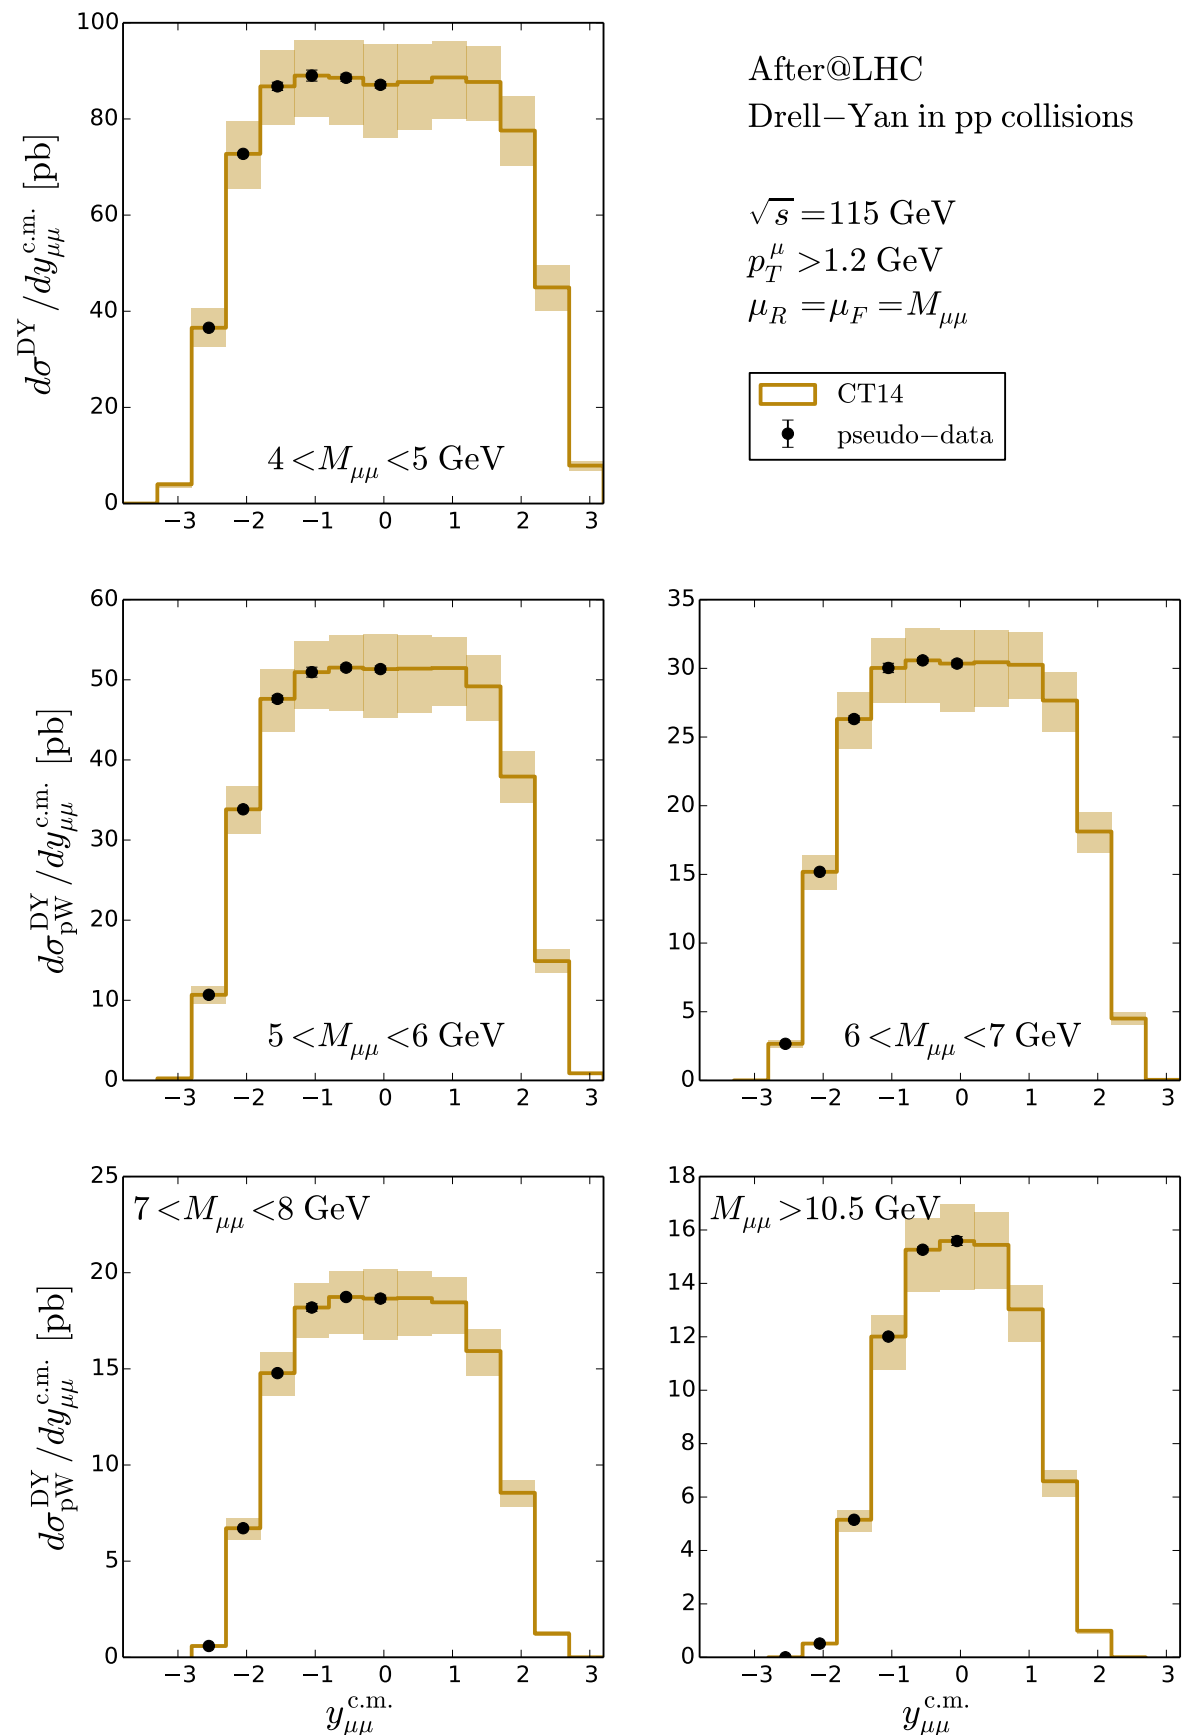 After@LHC
Drell−Yan in pp collisions
√s = 115 GeV
p_T^μ > 1.2 GeV
μ_R = μ_F = M_μμ
CT14
pseudo−data
dσ^DY / dy_μμ^c.m. [pb]
100
80
60
40
20
0
4 < M_μμ < 5 GeV
−3 −2 −1 0 1 2 3
dσ_pW^DY / dy_μμ^c.m. [pb]
60
50
40
30
20
10
0
5 < M_μμ < 6 GeV
−3 −2 −1 0 1 2 3
35
30
25
20
15
10
5
0
6 < M_μμ < 7 GeV
−3 −2 −1 0 1 2 3
dσ_pW^DY / dy_μμ^c.m. [pb]
25
20
15
10
5
0
7 < M_μμ < 8 GeV
−3 −2 −1 0 1 2 3
y_μμ^c.m.
18
16
14
12
10
8
6
4
2
0
M_μμ > 10.5 GeV
−3 −2 −1 0 1 2 3
y_μμ^c.m.